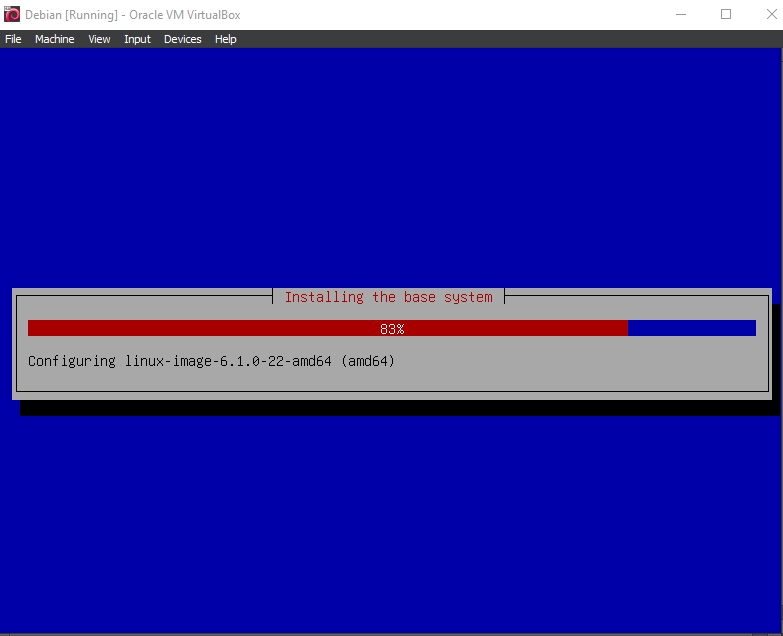 Debian [Running] - Oracle VM VirtualBox
File Machine View Input Devices Help
Installing the base system
83%
Configuring linux-image-6.1.0-22-amd64 (amd64)